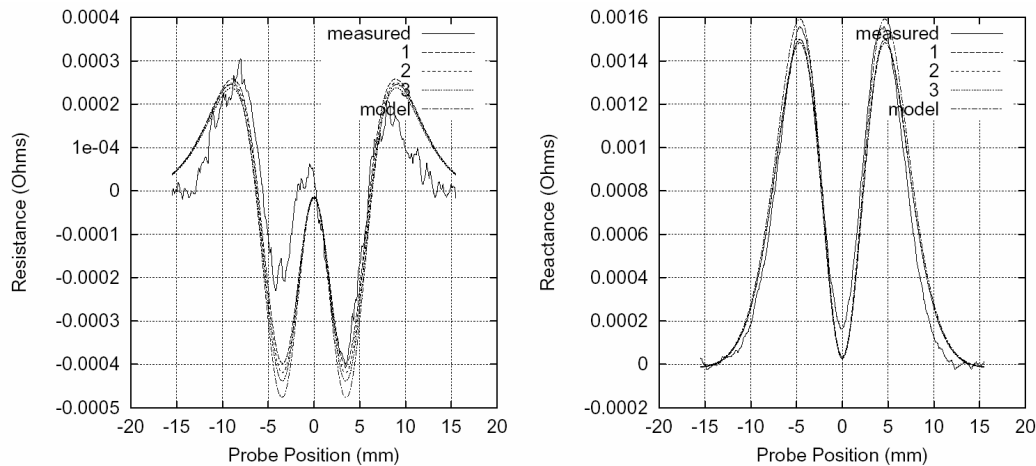 0.0004
0.0003
0.0002
1e-04
0
-0.0001
-0.0002
-0.0003
-0.0004
-0.0005
-20 -15 -10 -5 0 5 10 15 20
Resistance (Ohms)
Probe Position (mm)
measured
1
2
3
model
0.0016
0.0014
0.0012
0.0010
0.0008
0.0006
0.0004
0.0002
0
-0.0002
-20 -15 -10 -5 0 5 10 15 20
Reactance (Ohms)
Probe Position (mm)
measured
1
2
3
model